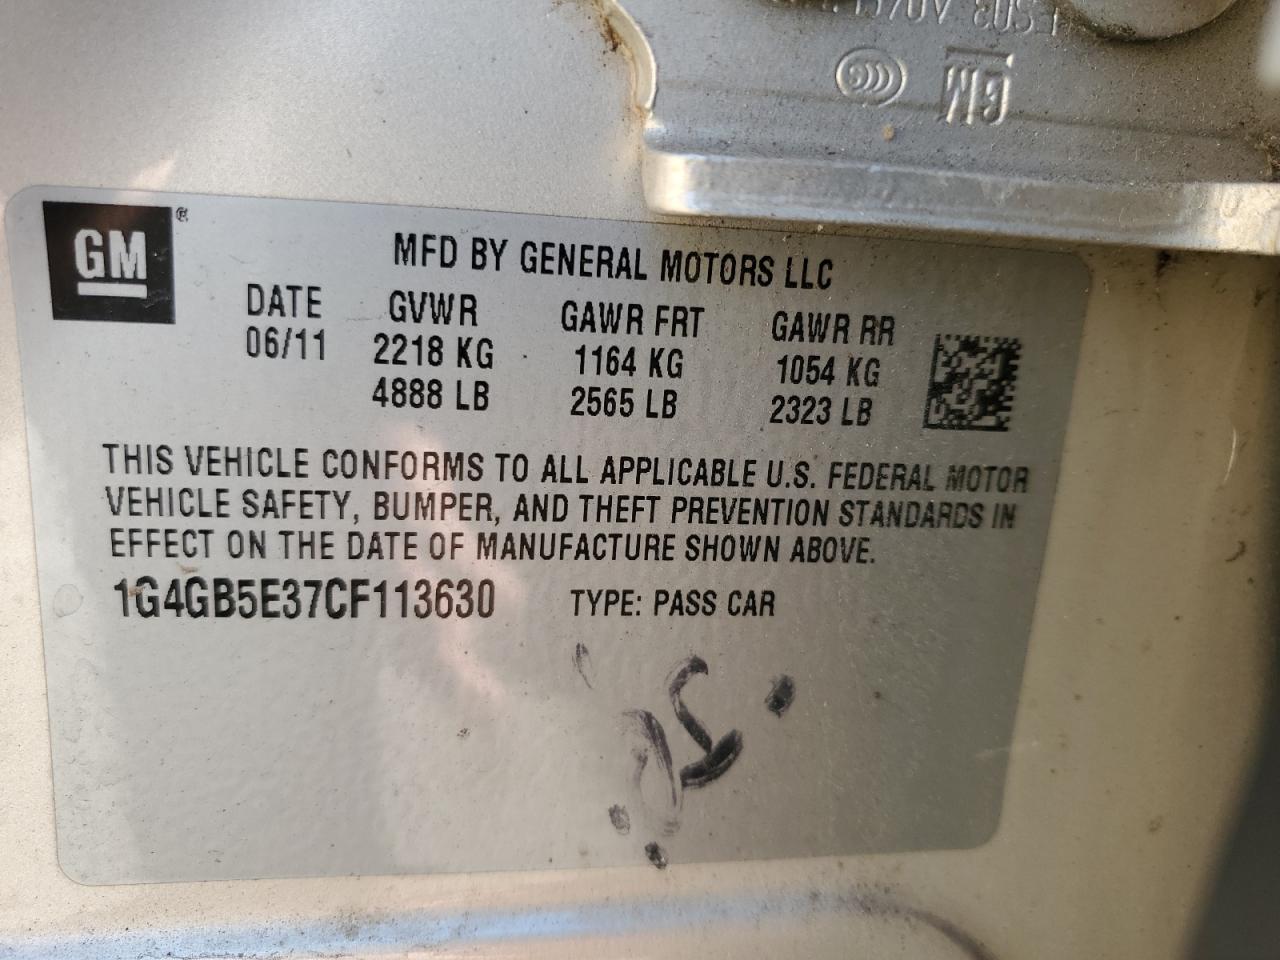 GM
GM ®
MFD BY GENERAL MOTORS LLC
DATE GVWR GAWR FRT GAWR RR
06/11 2218 KG 1164 KG 1054 KG
4888 LB 2565 LB 2323 LB
THIS VEHICLE CONFORMS TO ALL APPLICABLE U.S. FEDERAL MOTOR
VEHICLE SAFETY, BUMPER, AND THEFT PREVENTION STANDARDS IN
EFFECT ON THE DATE OF MANUFACTURE SHOWN ABOVE.
1G4GB5E37CF113630 TYPE: PASS CAR